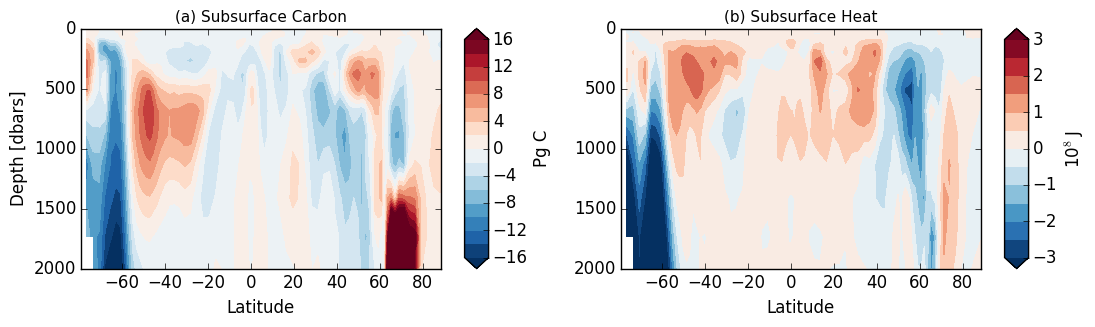 (a) Subsurface Carbon
(b) Subsurface Heat
0
500
1000
1500
2000
Depth [dbars]
−60 −40 −20 0 20 40 60 80
Latitude
16
12
8
4
0
−4
−8
−12
−16
Pg C
0
500
1000
1500
2000
−60 −40 −20 0 20 40 60 80
Latitude
3
2
1
0
−1
−2
−3
10⁸ J